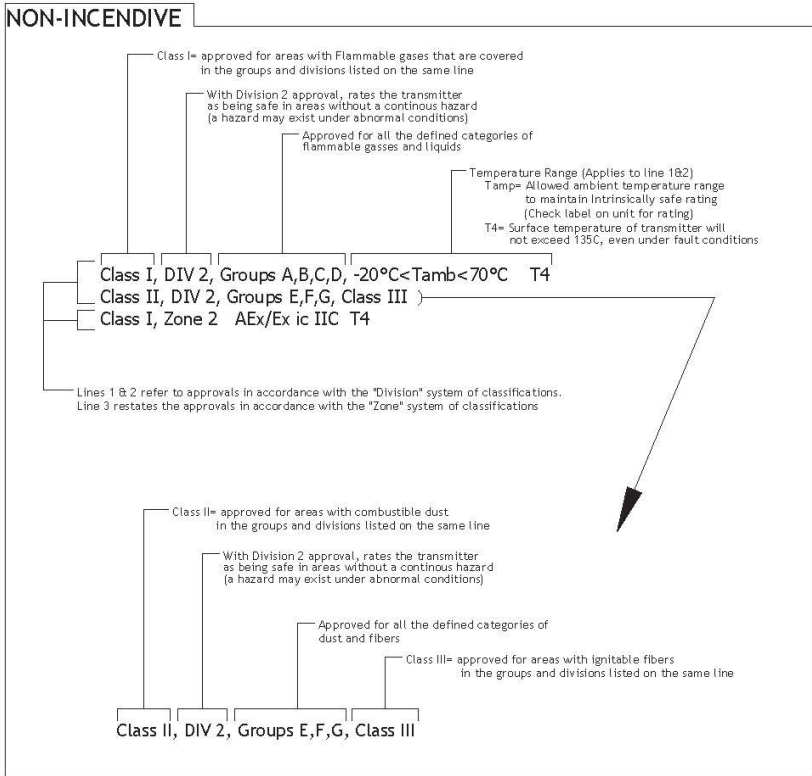 NON-INCENDIVE
Class I= approved for areas with Flammable gases that are covered
in the groups and divisions listed on the same line
With Division 2 approval, rates the transmitter
as being safe in areas without a continous hazard
(a hazard may exist under abnormal conditions)
Approved for all the defined categories of
flammable gasses and liquids
Temperature Range (Applies to line 1&2)
Tamp= Allowed ambient temperature range
to maintain Intrinsically safe rating
(Check label on unit for rating)
T4= Surface temperature of transmitter will
not exceed 135C, even under fault conditions
Class I, DIV 2, Groups A,B,C,D, -20°C<Tamb<70°C T4
Class II, DIV 2, Groups E,F,G, Class III )
Class I, Zone 2 AEx/Ex ic IIC T4
Lines 1 & 2 refer to approvals in accordance with the "Division" system of classifications.
Line 3 restates the approvals in accordance with the "Zone" system of classifications
Class II= approved for areas with combustible dust
in the groups and divisions listed on the same line
With Division 2 approval, rates the transmitter
as being safe in areas without a continous hazard
(a hazard may exist under abnormal conditions)
Approved for all the defined categories of
dust and fibers
Class III= approved for areas with ignitable fibers
in the groups and divisions listed on the same line
Class II, DIV 2, Groups E,F,G, Class III